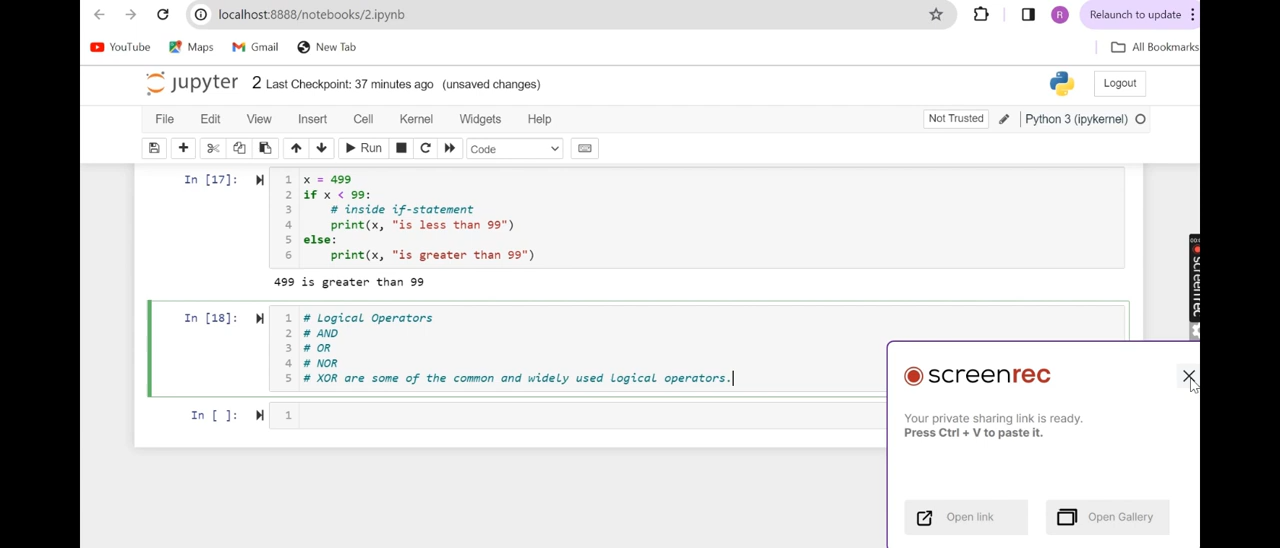 localhost:8888/notebooks/2.ipynb
R
Relaunch to update
YouTube
Maps
Gmail
New Tab
All Bookmarks
jupyter 2 Last Checkpoint: 37 minutes ago (unsaved changes)
Logout
File Edit View Insert Cell Kernel Widgets Help
Not Trusted
Python 3 (ipykernel)
Run
Code
In [17]:
1 x = 499
2 if x < 99:
3 # inside if-statement
4 print(x, "is less than 99")
5 else:
6 print(x, "is greater than 99")
499 is greater than 99
In [18]:
1 # Logical Operators
2 # AND
3 # OR
4 # NOR
5 # XOR are some of the common and widely used logical operators.
In [ ]:
1
screenrec
Your private sharing link is ready.
Press Ctrl + V to paste it.
Open link
Open Gallery
screenrec